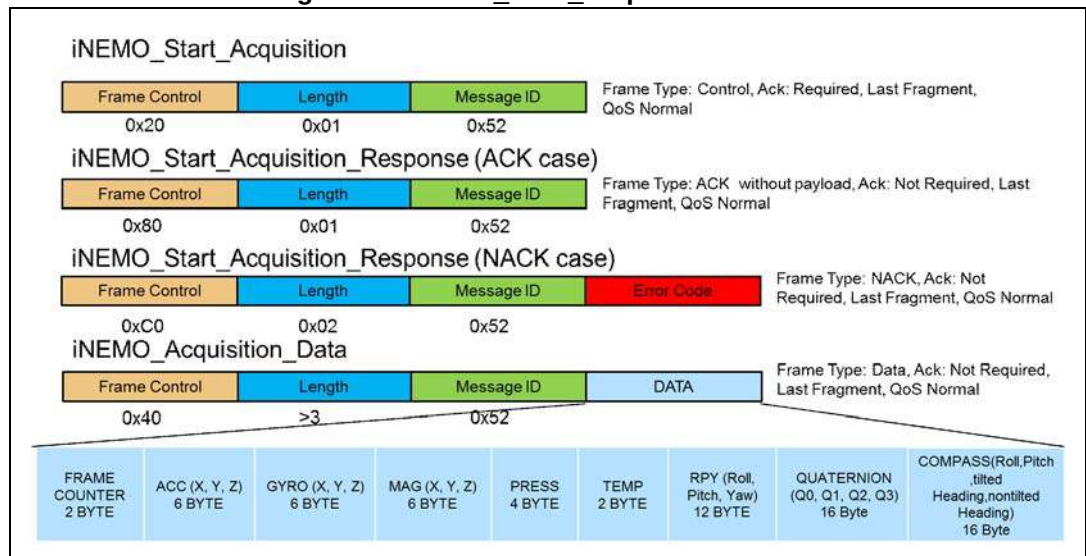 iNEMO_Start_Acquisition
Frame Control Length Message ID
0x20 0x01 0x52
Frame Type: Control, Ack: Required, Last Fragment,
QoS Normal
iNEMO_Start_Acquisition_Response (ACK case)
Frame Control Length Message ID
0x80 0x01 0x52
Frame Type: ACK without payload, Ack: Not Required, Last
Fragment, QoS Normal
iNEMO_Start_Acquisition_Response (NACK case)
Frame Control Length Message ID Error Code
0xC0 0x02 0x52
Frame Type: NACK, Ack: Not
Required, Last Fragment, QoS Normal
iNEMO_Acquisition_Data
Frame Control Length Message ID DATA
0x40 >3 0x52
Frame Type: Data, Ack: Not Required,
Last Fragment, QoS Normal
FRAME
COUNTER
2 BYTE
ACC (X, Y, Z)
6 BYTE
GYRO (X, Y, Z)
6 BYTE
MAG (X, Y, Z)
6 BYTE
PRESS
4 BYTE
TEMP
2 BYTE
RPY (Roll,
Pitch, Yaw)
12 BYTE
QUATERNION
(Q0, Q1, Q2, Q3)
16 Byte
COMPASS(Roll,Pitch
,tilted
Heading,nontilted
Heading)
16 Byte